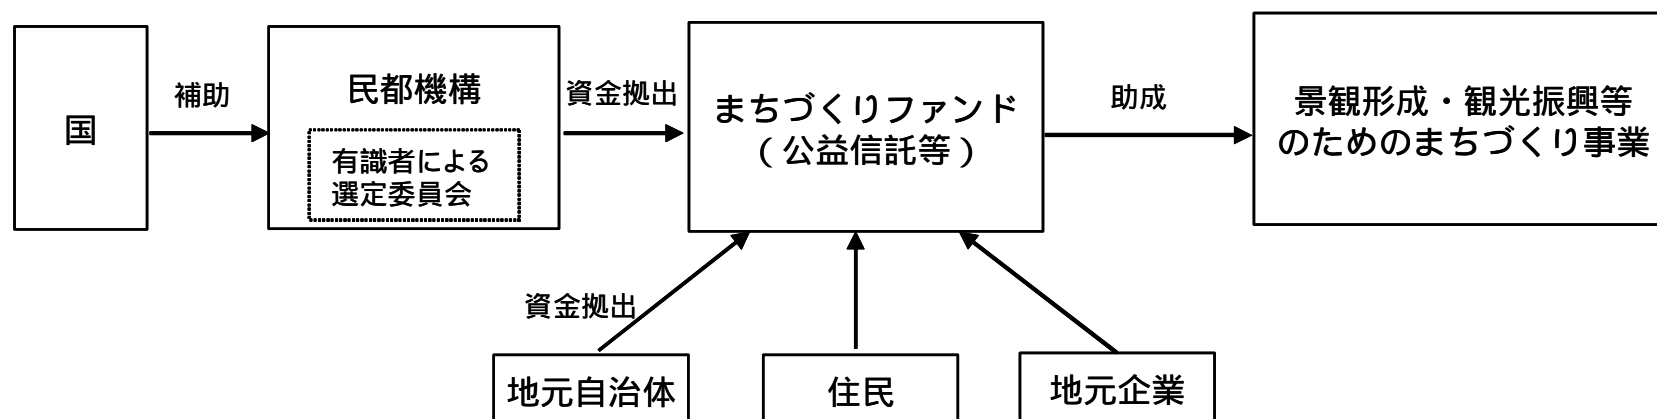 国
補助
民都機構
有識者による
選定委員会
資金拠出
まちづくりファンド
（公益信託等）
助成
景観形成・観光振興等
のためのまちづくり事業
資金拠出
地元自治体
住民
地元企業